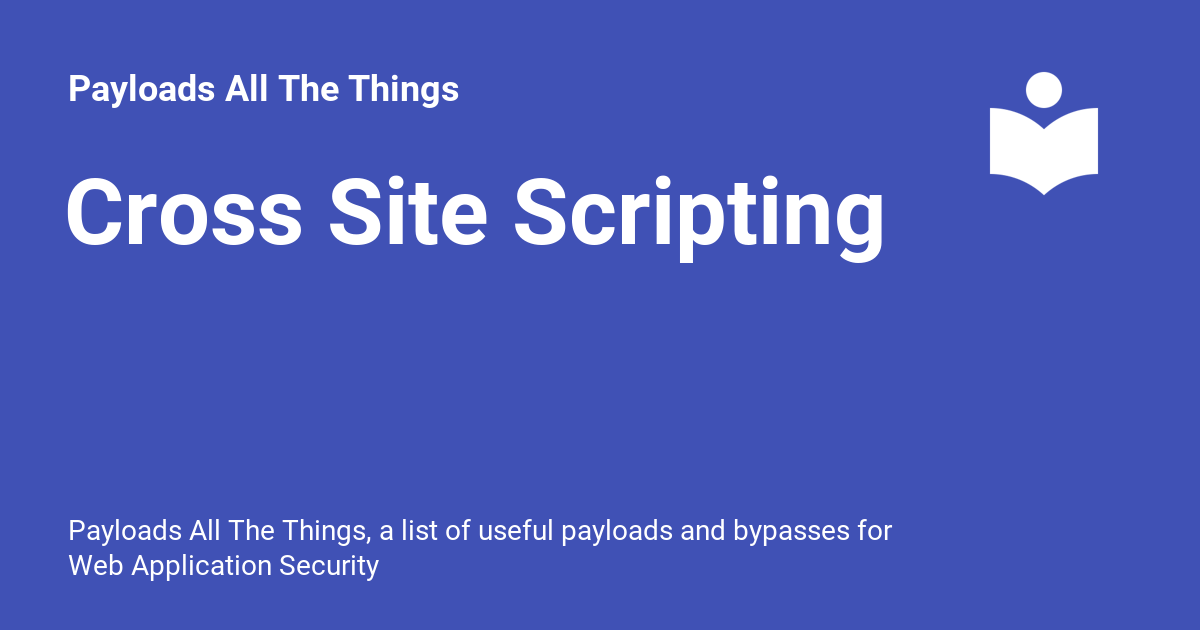 Payloads All The Things
Cross Site Scripting
Payloads All The Things, a list of useful payloads and bypasses for
Web Application Security